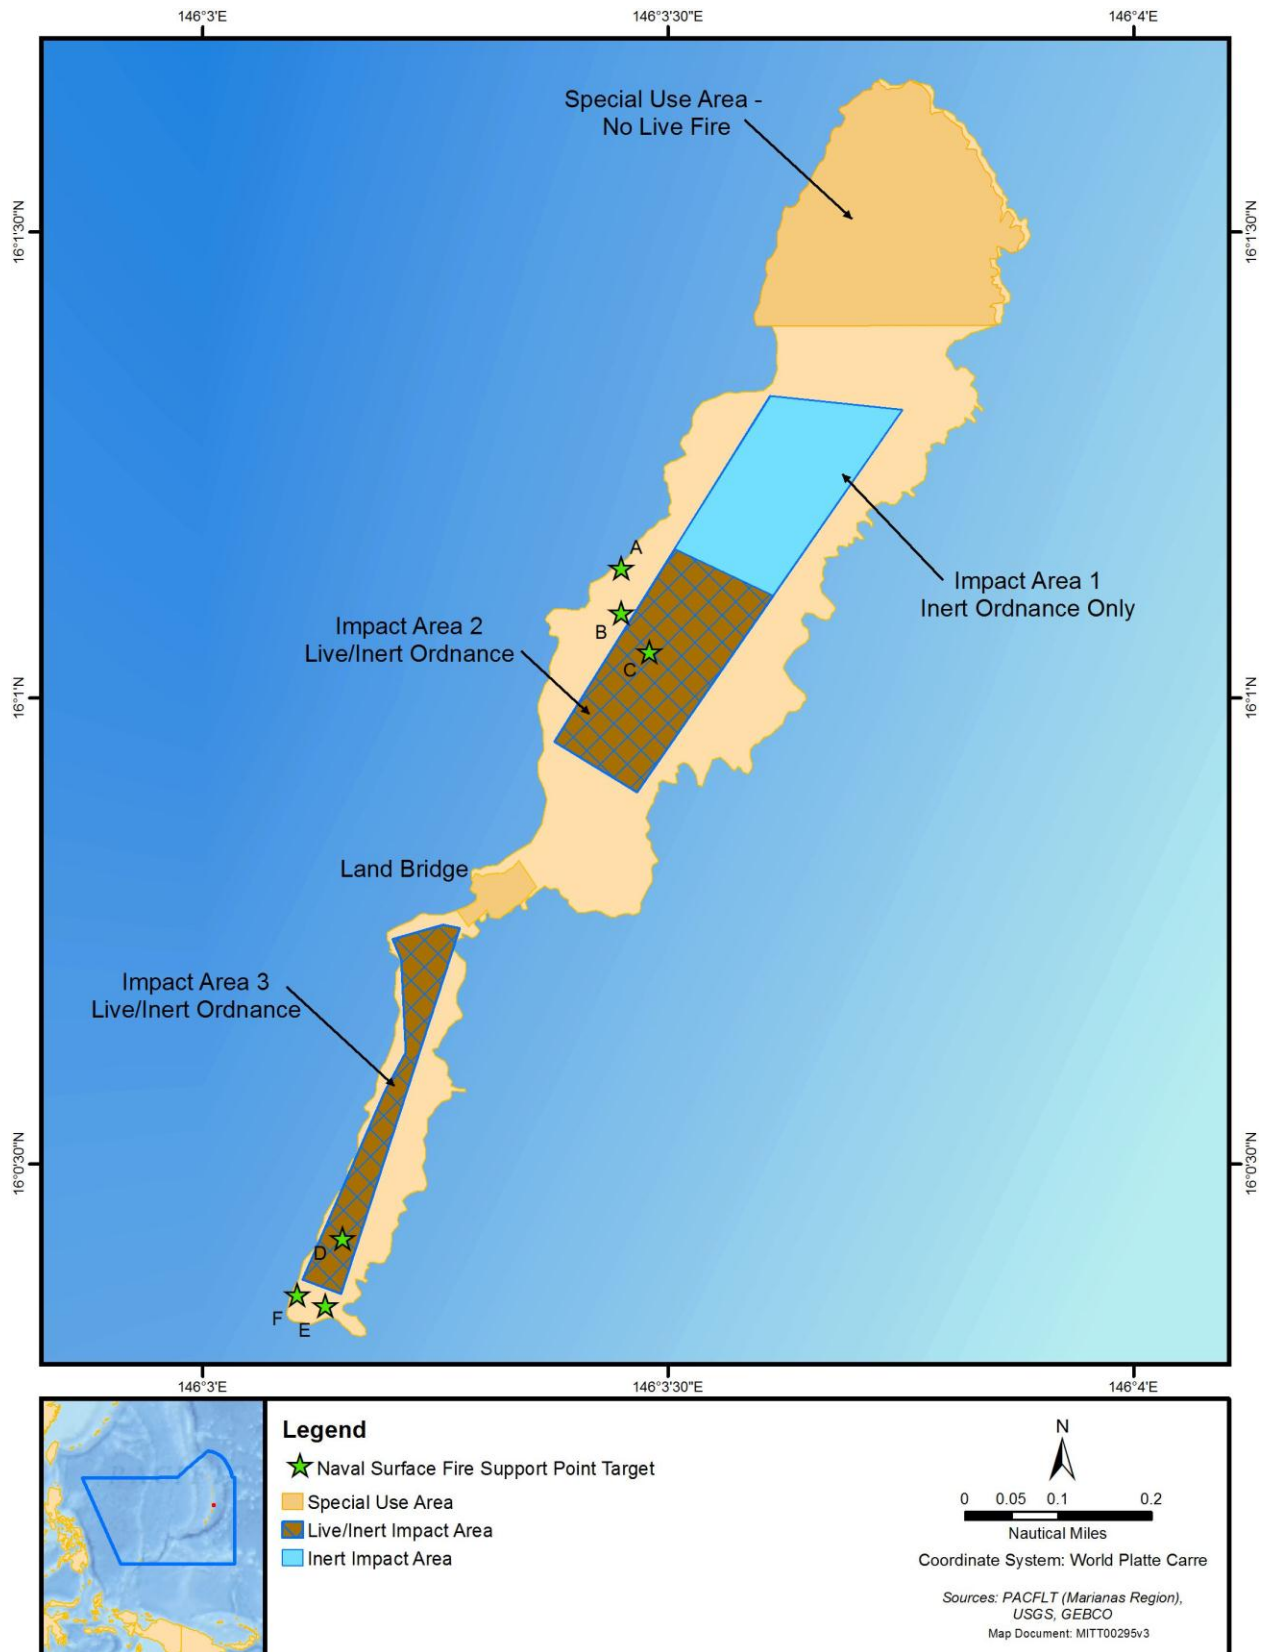 146°3'E
146°3'30"E
146°4'E
Special Use Area -
No Live Fire
16°1'30"N
16°1'30"N
A
Impact Area 1
Inert Ordnance Only
B
Impact Area 2
Live/Inert Ordnance
C
16°1'N
16°1'N
Land Bridge
Impact Area 3
Live/Inert Ordnance
16°0'30"N
16°0'30"N
D
F
E
146°3'E
146°3'30"E
146°4'E
Legend
Naval Surface Fire Support Point Target
Special Use Area
Live/Inert Impact Area
Inert Impact Area
N
0 0.05 0.1 0.2
Nautical Miles
Coordinate System: World Platte Carre
Sources: PACFLT (Marianas Region),
USGS, GEBCO
Map Document: MITT00295v3